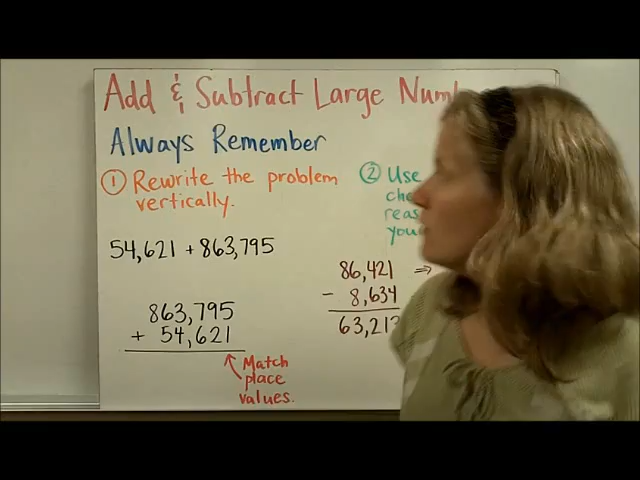 Add & Subtract Large
Always Remember
① Rewrite the problem
vertically.
② Use
54,621 + 863,795
863,795
+ 54,621
Match
place
values.
86,421 ⇒
- 8,634
63,21